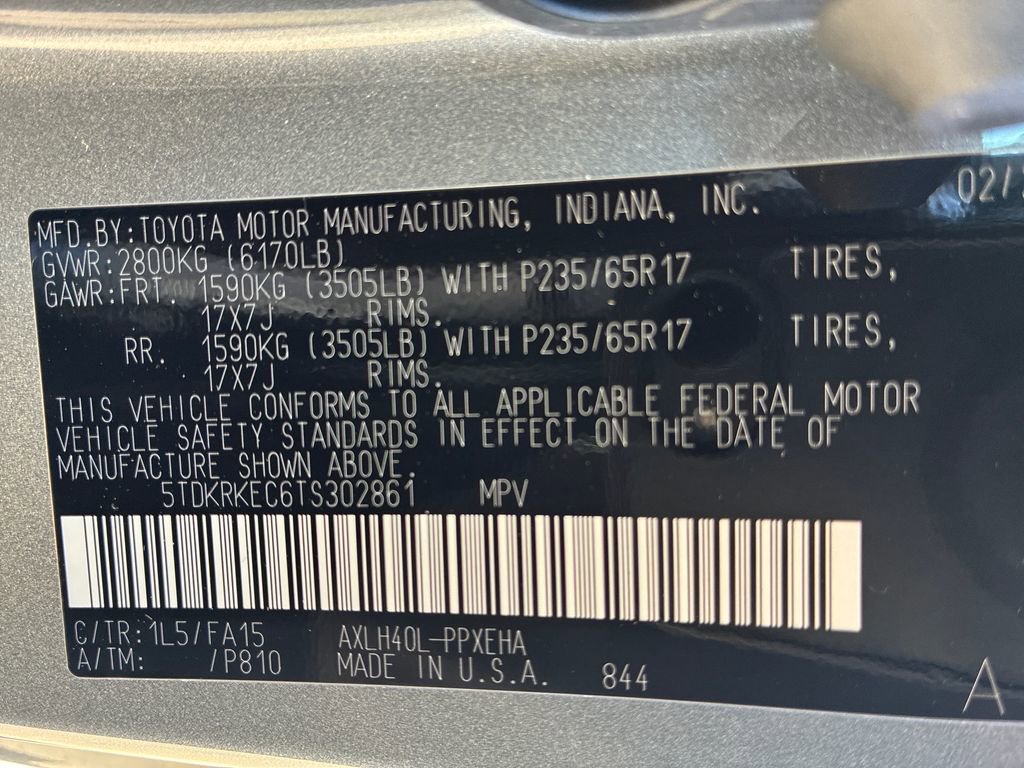 MFD.BY:TOYOTA MOTOR MANUFACTURING, INDIANA, INC. 02/
GVWR:2800KG (6170LB)
GAWR:FRT. 1590KG (3505LB) WITH P235/65R17 TIRES,
17X7J RIMS.
RR. 1590KG (3505LB) WITH P235/65R17 TIRES,
17X7J RIMS.
THIS VEHICLE CONFORMS TO ALL APPLICABLE FEDERAL MOTOR
VEHICLE SAFETY STANDARDS IN EFFECT ON THE DATE OF
MANUFACTURE SHOWN ABOVE.
5TDKRKEC6TS302861 MPV
C/TR:1L5/FA15 AXLH40L-PPXEHA
A/TM: /P810 MADE IN U.S.A. 844
A